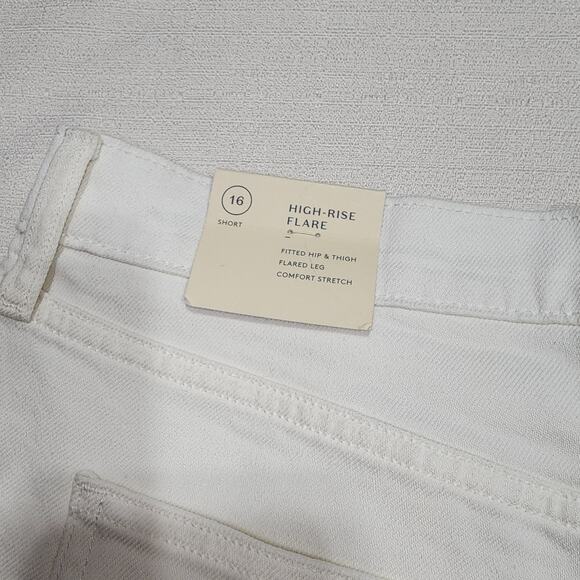 16
SHORT
HIGH-RISE
FLARE
FITTED HIP & THIGH
FLARED LEG
COMFORT STRETCH